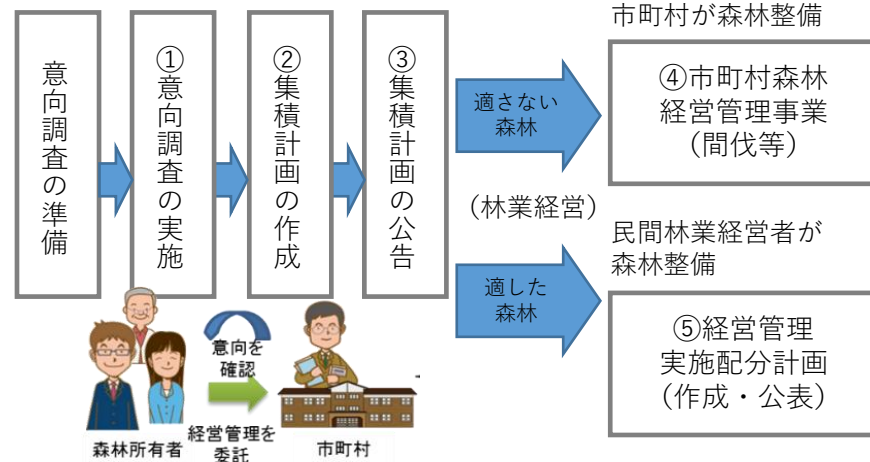 意向調査の準備
①意向調査の実施
②集積計画の作成
③集積計画の公告
適さない
森林
(林業経営)
適した
森林
市町村が森林整備
④市町村森林
経営管理事業
(間伐等)
民間林業経営者が
森林整備
⑤経営管理
実施配分計画
(作成・公表)
意向を
確認
経営管理を
委託
森林所有者
市町村